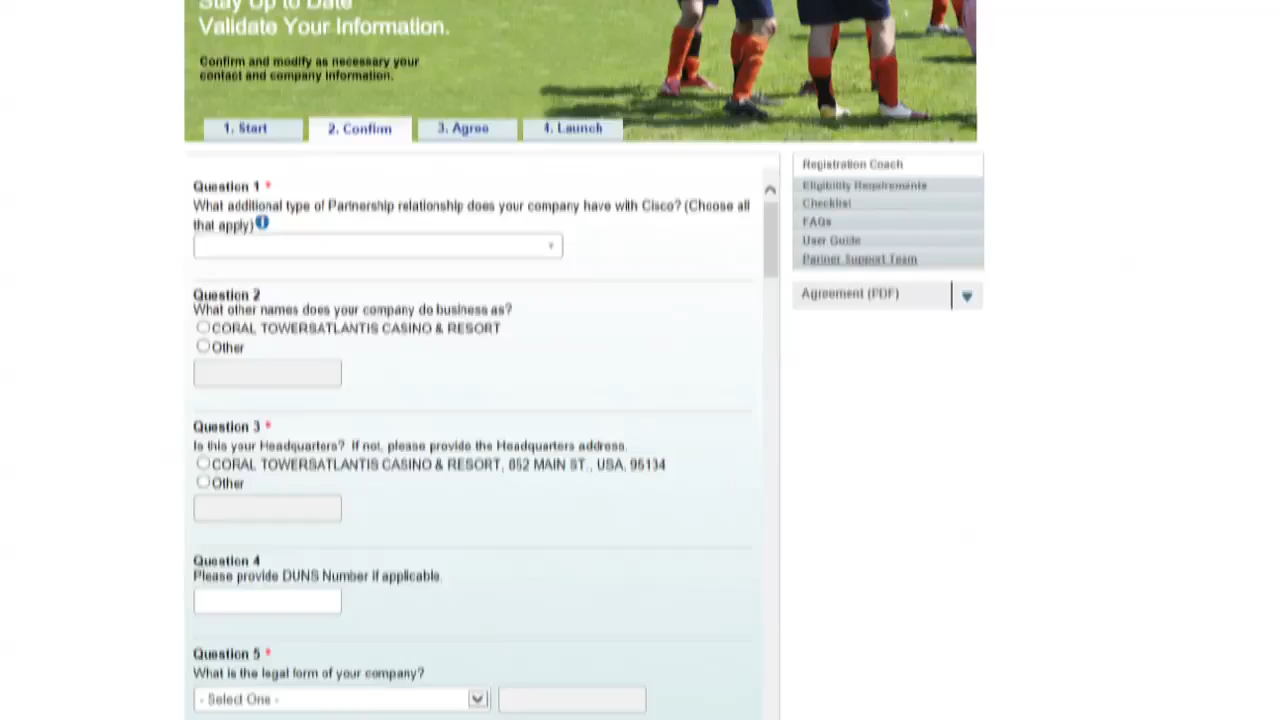 Stay Up to Date
Validate Your Information.
Confirm and modify as necessary your
contact and company information.
1. Start
2. Confirm
3. Agree
4. Launch
Question 1 *
What additional type of Partnership relationship does your company have with Cisco? (Choose all
that apply)
Question 2
What other names does your company do business as?
CORAL TOWERSATLANTIS CASINO & RESORT
Other
Question 3 *
Is this your Headquarters? If not, please provide the Headquarters address.
CORAL TOWERSATLANTIS CASINO & RESORT, 852 MAIN ST., USA, 95134
Other
Question 4
Please provide DUNS Number if applicable.
Question 5 *
What is the legal form of your company?
- Select One -
Registration Coach
Eligibility Requirements
Checklist
FAQs
User Guide
Partner Support Team
Agreement (PDF)